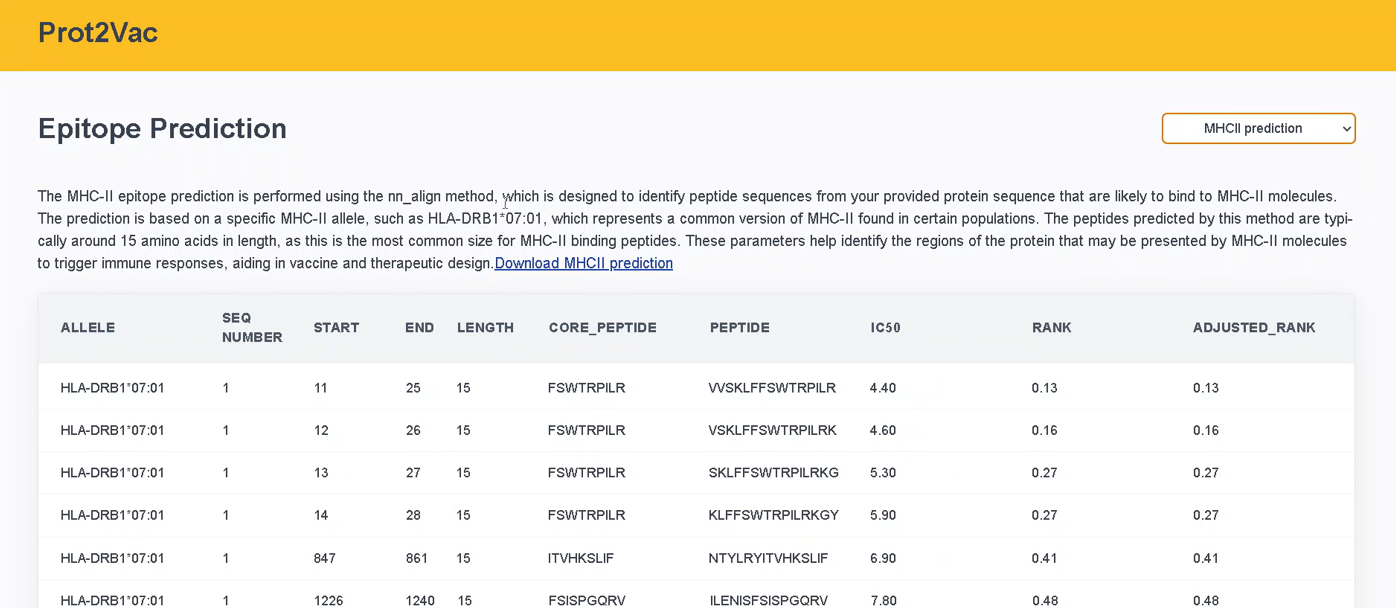 Prot2Vac
Epitope Prediction
MHCII prediction
The MHC-II epitope prediction is performed using the nn_align method, which is designed to identify peptide sequences from your provided protein sequence that are likely to bind to MHC-II molecules.
The prediction is based on a specific MHC-II allele, such as HLA-DRB1*07:01, which represents a common version of MHC-II found in certain populations. The peptides predicted by this method are typi-
cally around 15 amino acids in length, as this is the most common size for MHC-II binding peptides. These parameters help identify the regions of the protein that may be presented by MHC-II molecules
to trigger immune responses, aiding in vaccine and therapeutic design.Download MHCII prediction
ALLELE SEQ NUMBER START END LENGTH CORE_PEPTIDE PEPTIDE IC50 RANK ADJUSTED_RANK
HLA-DRB1*07:01 1 11 25 15 FSWTRPILR VVSKLFFSWTRPILR 4.40 0.13 0.13
HLA-DRB1*07:01 1 12 26 15 FSWTRPILR VSKLFFSWTRPILRK 4.60 0.16 0.16
HLA-DRB1*07:01 1 13 27 15 FSWTRPILR SKLFFSWTRPILRKG 5.30 0.27 0.27
HLA-DRB1*07:01 1 14 28 15 FSWTRPILR KLFFSWTRPILRKGY 5.90 0.27 0.27
HLA-DRB1*07:01 1 847 861 15 ITVHKSLIF NTYLRYITVHKSLIF 6.90 0.41 0.41
HLA-DRB1*07:01 1 1226 1240 15 FSISPGQRV ILENISFSISPGQRV 7.80 0.48 0.48